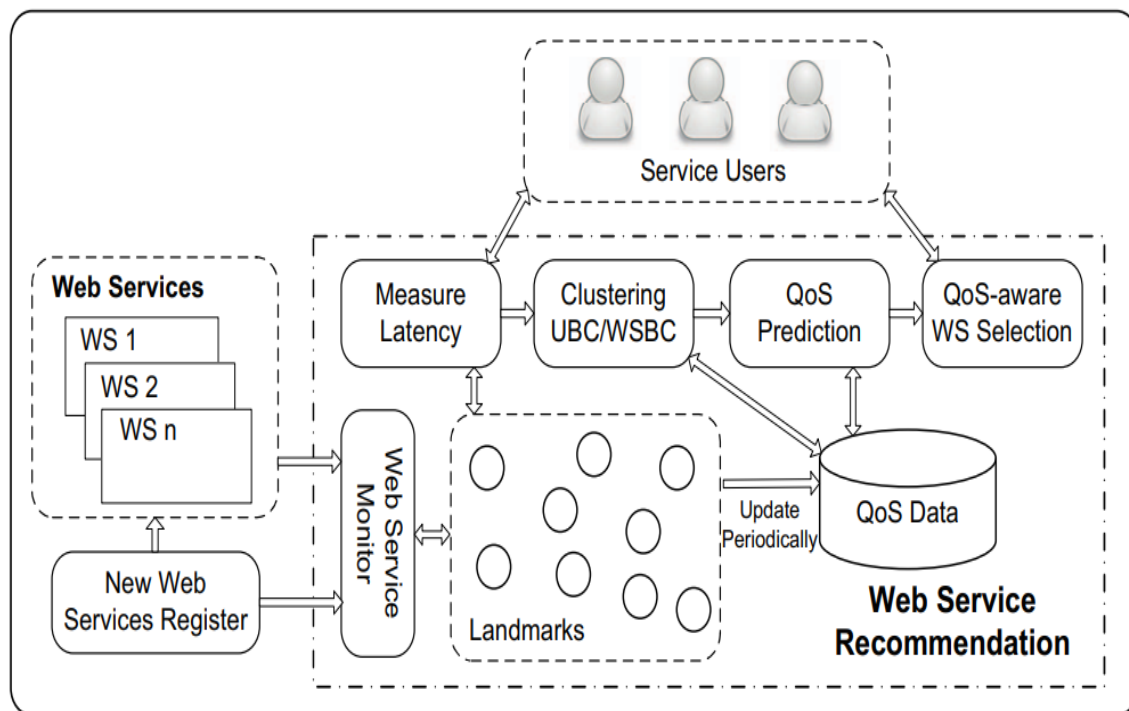 Service Users
Web Services
WS 1
WS 2
WS n
Measure
Latency
Clustering
UBC/WSBC
QoS
Prediction
QoS-aware
WS Selection
Web Service
Monitor
Landmarks
Update
Periodically
QoS Data
New Web
Services Register
Web Service
Recommendation